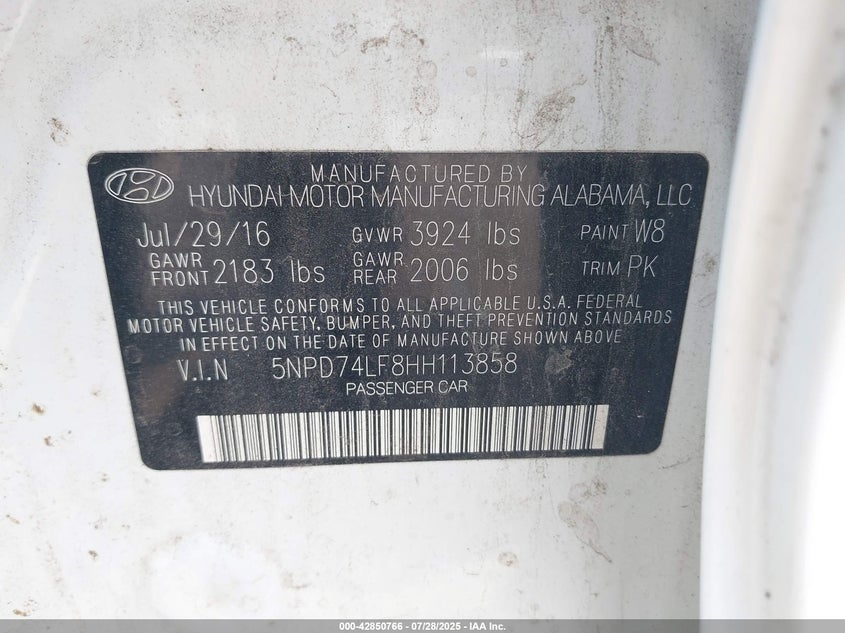 MANUFACTURED BY
HYUNDAI MOTOR MANUFACTURING ALABAMA, LLC
Jul/29/16 GVWR 3924 lbs PAINT W8
GAWR FRONT 2183 lbs GAWR REAR 2006 lbs TRIM PK
THIS VEHICLE CONFORMS TO ALL APPLICABLE U.S.A. FEDERAL
MOTOR VEHICLE SAFETY, BUMPER, AND THEFT PREVENTION STANDARDS
IN EFFECT ON THE DATE OF MANUFACTURE SHOWN ABOVE
V.I.N 5NPD74LF8HH113858
PASSENGER CAR
000-42850766 - 07/28/2025 - IAA Inc.